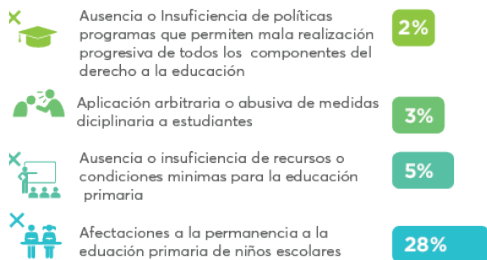 Ausencia o Insuficiencia de políticas
programas que permiten mala realización
progresiva de todos los componentes del
derecho a la educación
2%
Aplicación arbitraria o abusiva de medidas
diciplinaria a estudiantes
3%
Ausencia o insuficiencia de recursos o
condiciones minimas para la educación
primaria
5%
Afectaciones a la permanencia a la
eduación primaria de niños escolares
28%